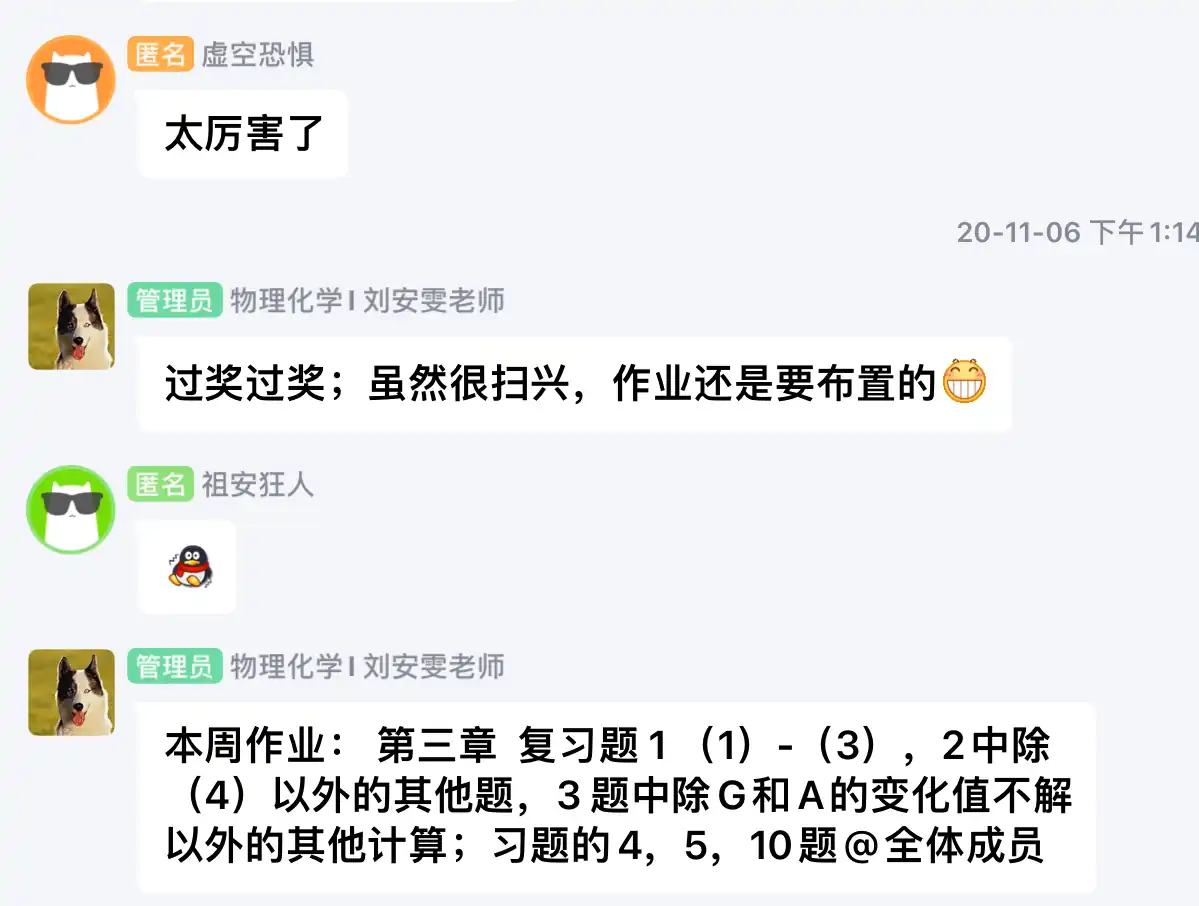 匿名 虚空恐惧
太厉害了
20-11-06 下午1:14
管理员 物理化学I 刘安雯老师
过奖过奖；虽然很扫兴，作业还是要布置的
匿名 祖安狂人
管理员 物理化学I 刘安雯老师
本周作业： 第三章 复习题1 （1）-（3）, 2中除
（4）以外的其他题，3 题中除G和A的变化值不解
以外的其他计算；习题的4，5，10题@全体成员